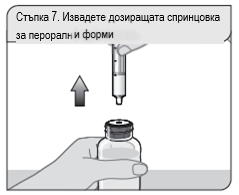 Стъпка 7. Извадете дозиращата спринцовка
за перорални форми